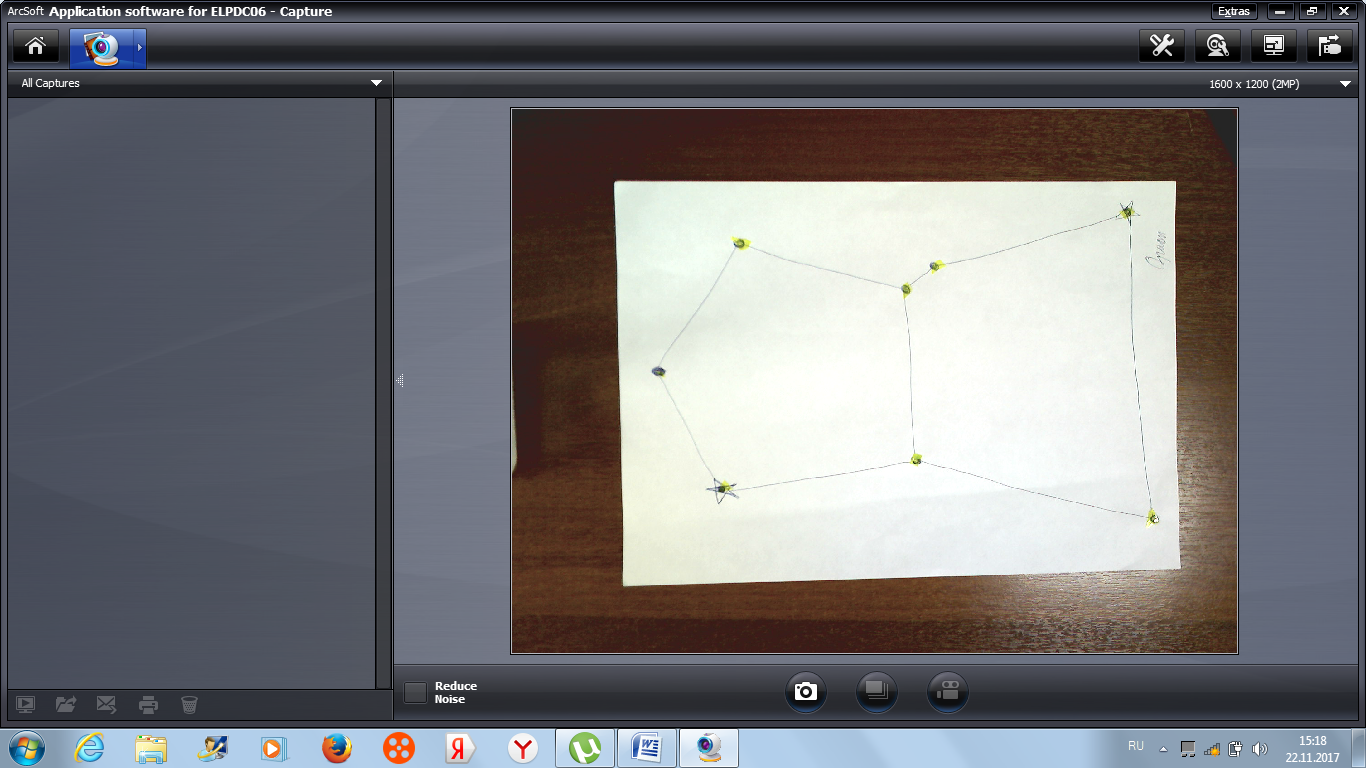 ArcSoft Application software for ELPDC06 - Capture
Extras
All Captures
1600 x 1200 (2MP)
Reduce
Noise
RU
15:18
22.11.2017